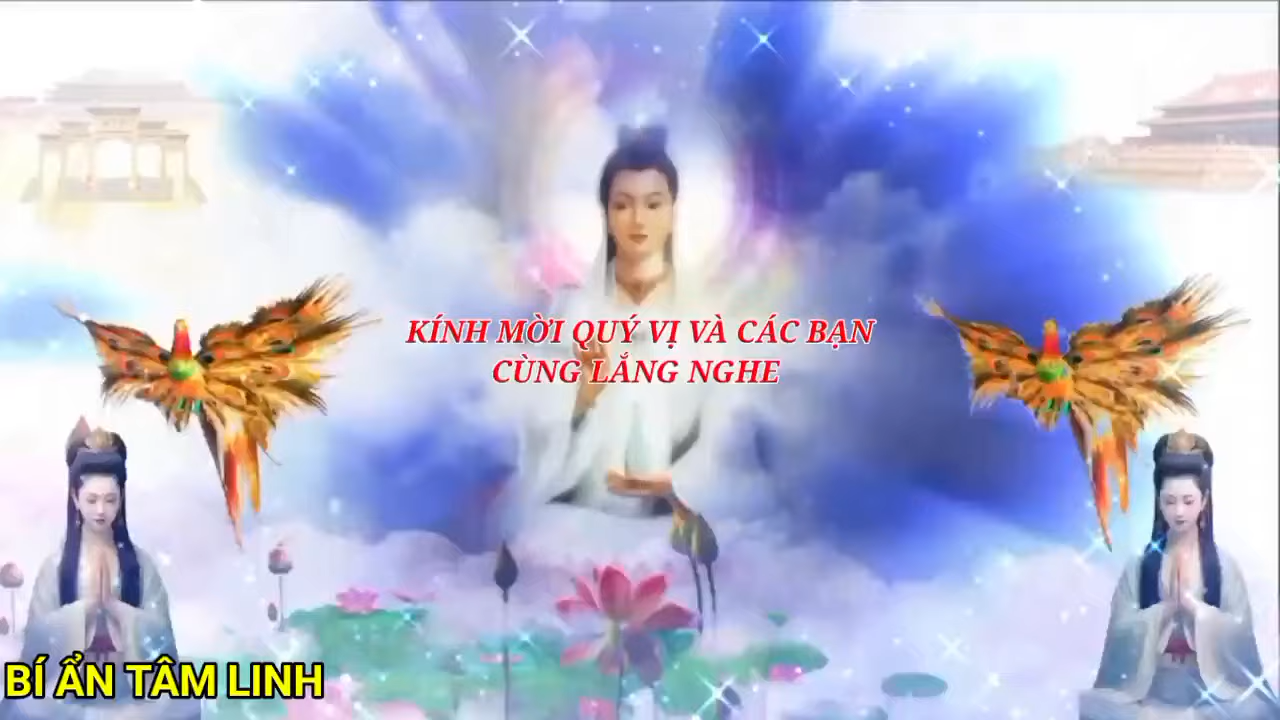 KÍNH MỜI QUÝ VỊ VÀ CÁC BẠN
CÙNG LẮNG NGHE
BÍ ẨN TÂM LINH